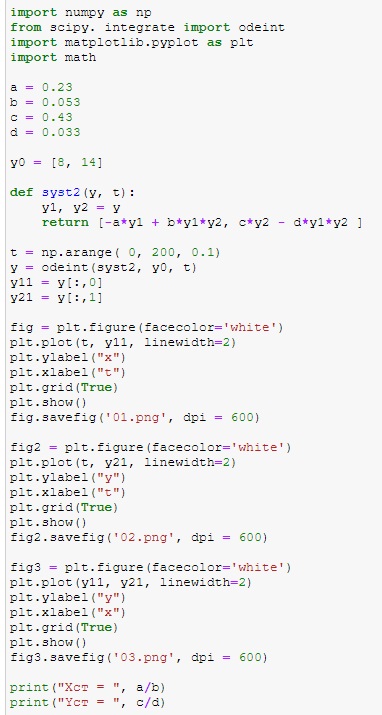 import numpy as np
from scipy. integrate import odeint
import matplotlib.pyplot as plt
import math
a = 0.23
b = 0.053
c = 0.43
d = 0.033
y0 = [8, 14]
def syst2(y, t):
y1, y2 = y
return [-a*y1 + b*y1*y2, c*y2 - d*y1*y2 ]
t = np.arange( 0, 200, 0.1)
y = odeint(syst2, y0, t)
y11 = y[:,0]
y21 = y[:,1]
fig = plt.figure(facecolor='white')
plt.plot(t, y11, linewidth=2)
plt.ylabel("x")
plt.xlabel("t")
plt.grid(True)
plt.show()
fig.savefig('01.png', dpi = 600)
fig2 = plt.figure(facecolor='white')
plt.plot(t, y21, linewidth=2)
plt.ylabel("y")
plt.xlabel("t")
plt.grid(True)
plt.show()
fig2.savefig('02.png', dpi = 600)
fig3 = plt.figure(facecolor='white')
plt.plot(y11, y21, linewidth=2)
plt.ylabel("y")
plt.xlabel("x")
plt.grid(True)
plt.show()
fig3.savefig('03.png', dpi = 600)
print("Xст = ", a/b)
print("Yст = ", c/d)